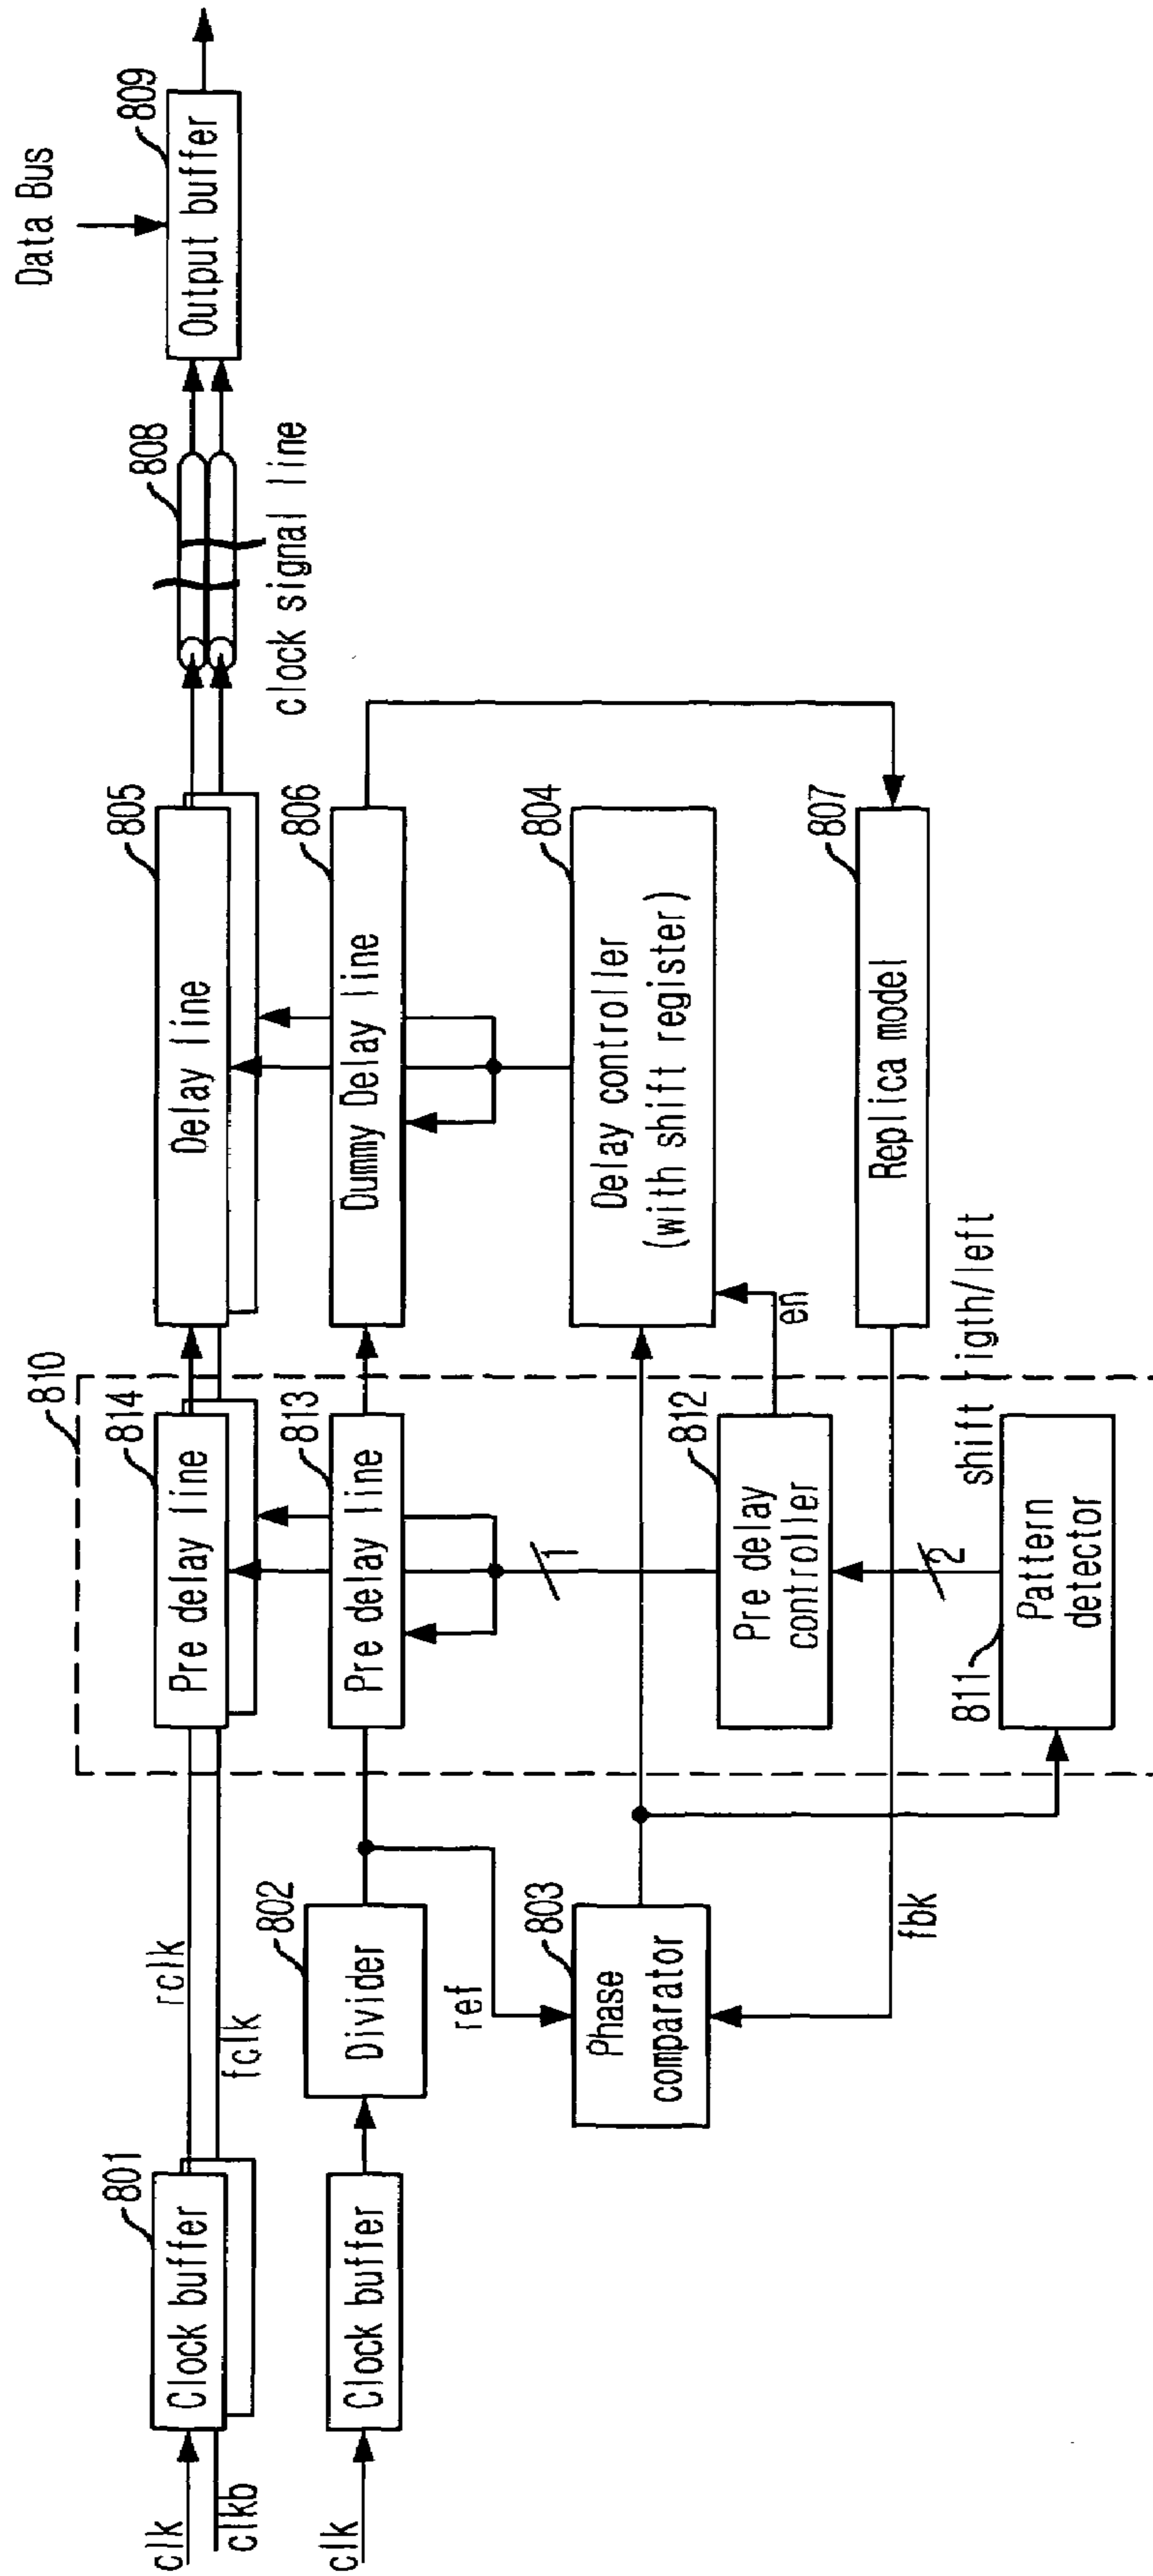 clk
clkb
801
Clock buffer
rclk
fclk
810
814
Pre delay line
805
Delay line
808
clock signal line
Data Bus
809
Output buffer
clk
Clock buffer
802
Divider
ref
813
Pre delay line
806
Dummy Delay line
803
Phase
comparator
fbk
1
812
Pre delay
controller
en
804
Delay controller
(with shift register)
807
Replica model
2
shift rigth/left
811
Pattern
detector